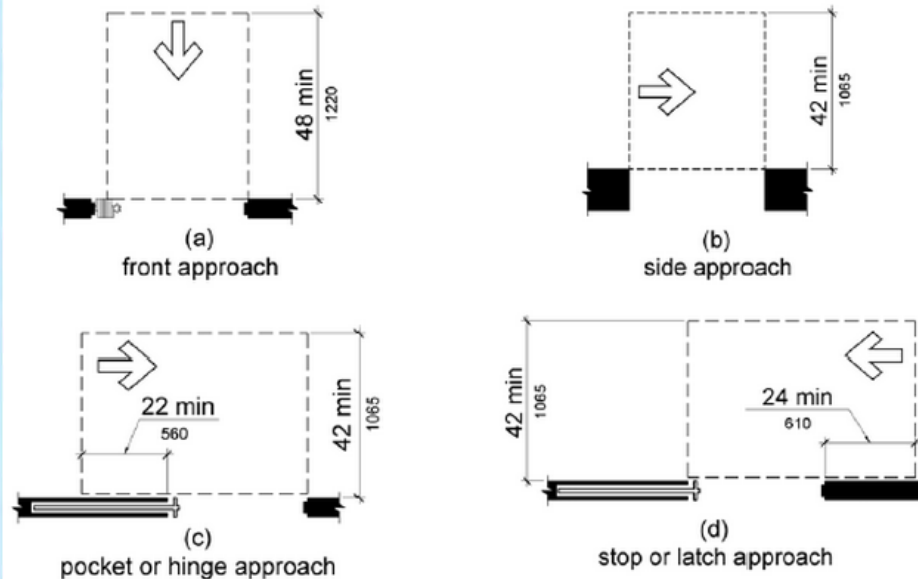 48 min
1220
(a)
front approach
42 min
1065
(b)
side approach
22 min
560
42 min
1065
(c)
pocket or hinge approach
42 min
1065
24 min
610
(d)
stop or latch approach